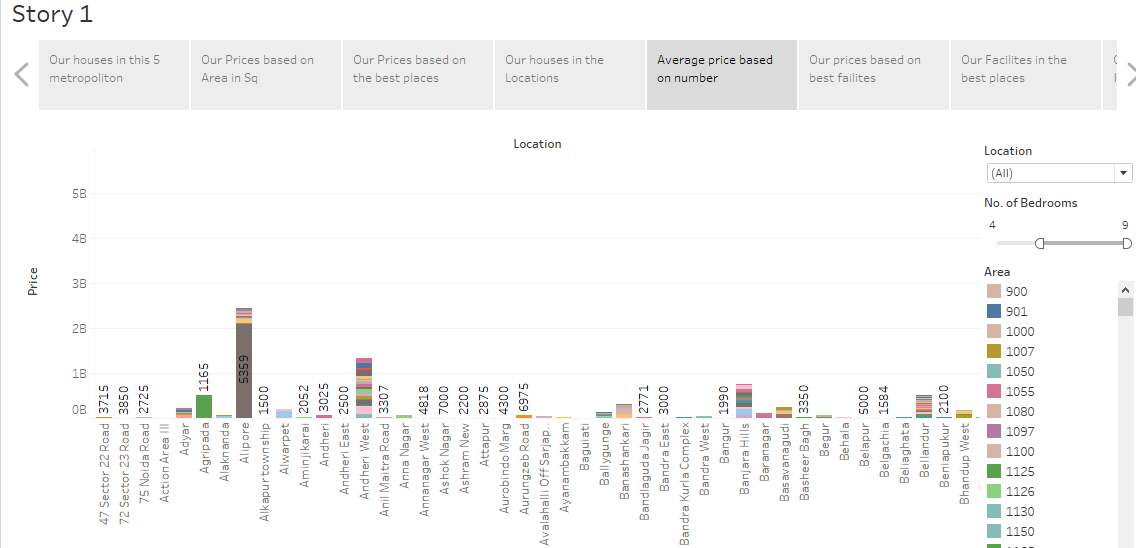 Story 1
Our houses in this 5
metropoliton
Our Prices based on
Area in Sq
Our Prices based on
the best places
Our houses in the
Locations
Average price based
on number
Our prices based on
best failites
Our Facilites in the
best places
Location
Price
5B
4B
3B
2B
1B
0B
3715
3850
2725
1165
5359
1500
2052
3025
2500
3307
4818
7000
2200
2875
4300
6975
2771
3000
1990
3350
5000
1584
2100
47 Sector 22 Road
72 Sector 23 Road
75 Noida Road
Action Area III
Adyar
Agripada
Alaknanda
Alipore
Alkapur township
Alwarpet
Aminjikarai
Andheri East
Andheri West
Anil Maitra Road
Anna Nagar
Annanagar West
Ashok Nagar
Ashram New
Attapur
Aurobindo Marg
Aurungzeb Road
Avalahalli Off Sarjap..
Ayanambakkam
Baguiati
Ballygunge
Banashankari
Bandlaguda Jagir
Bandra East
Bandra Kurla Complex
Bandra West
Bangur
Banjara Hills
Baranagar
Basavanagudi
Basheer Bagh
Begur
Behala
Belapur
Belgachia
Beliaghata
Bellandur
Beniapukur
Bhandup West
Location
(All)
No. of Bedrooms
4
9
Area
900
901
1000
1007
1050
1055
1080
1097
1100
1125
1126
1130
1150